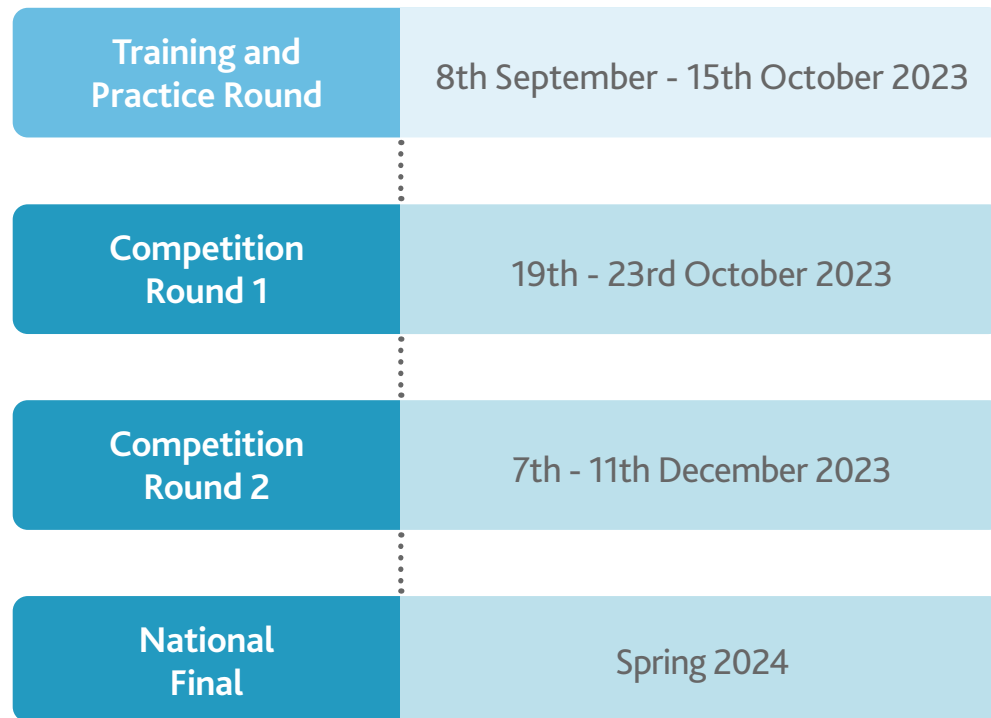 Training and
Practice Round
8th September - 15th October 2023
Competition
Round 1
19th - 23rd October 2023
Competition
Round 2
7th - 11th December 2023
National
Final
Spring 2024